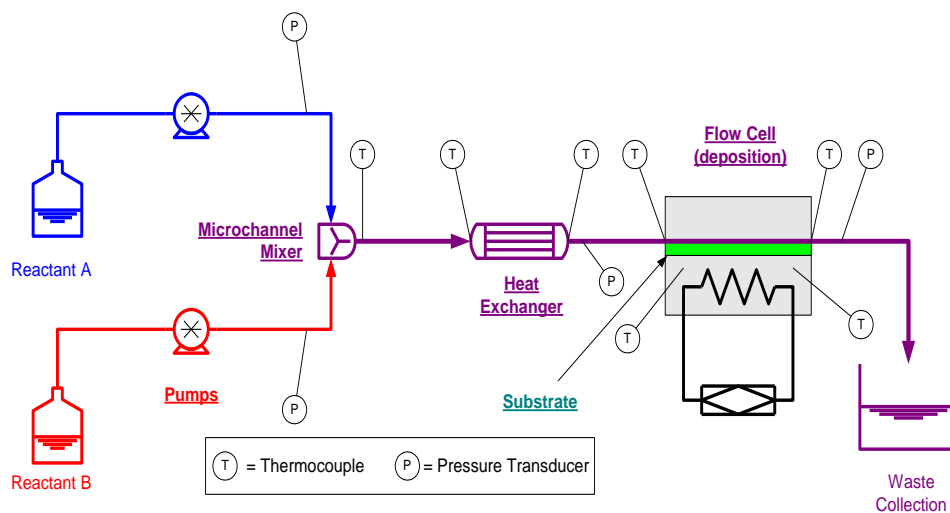 P
Flow Cell
(deposition)
T
T
T
T
T
P
Microchannel
Mixer
Reactant A
P
Heat
Exchanger
T
T
Pumps
Substrate
P
Reactant B
T = Thermocouple
P = Pressure Transducer
Waste
Collection